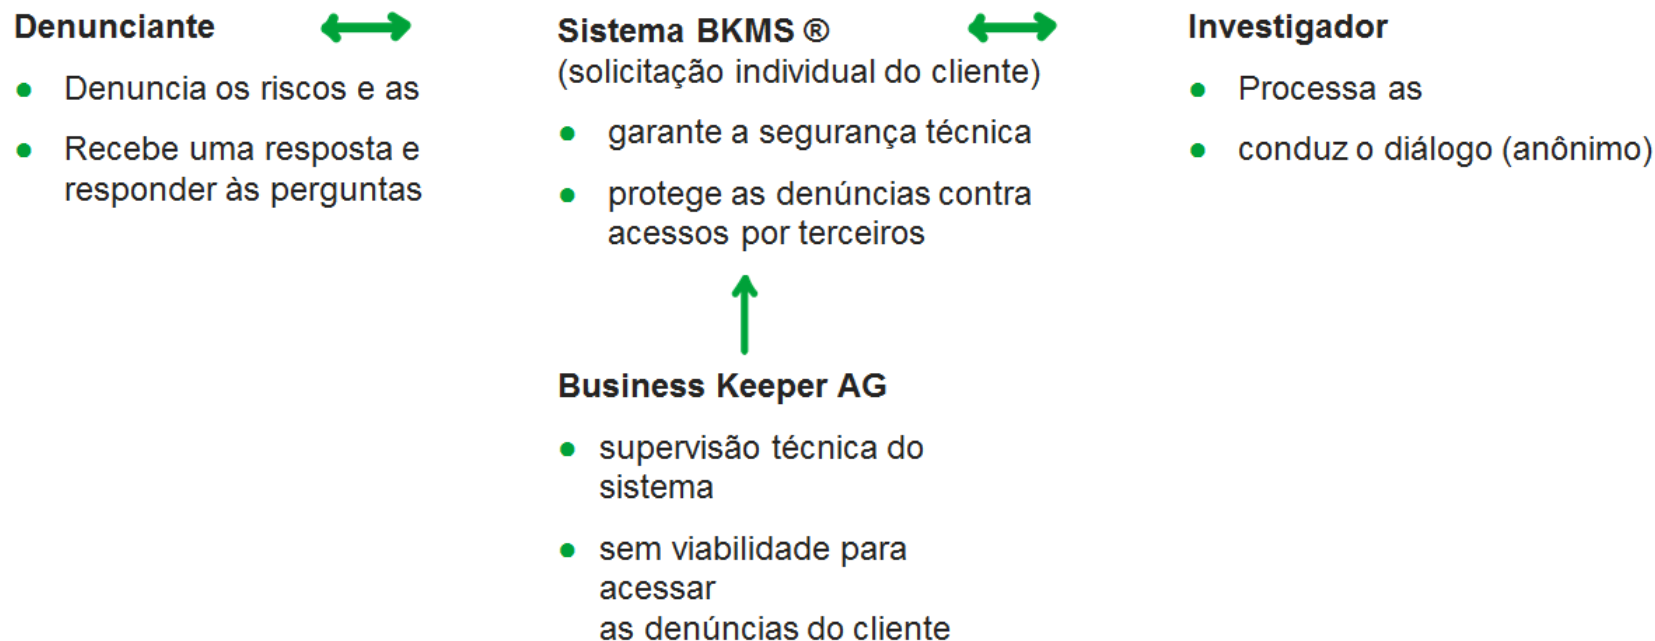 Denunciante
Denuncia os riscos e as
Recebe uma resposta e
responder às perguntas
Sistema BKMS ®
(solicitação individual do cliente)
garante a segurança técnica
protege as denúncias contra
acessos por terceiros
Investigador
Processa as
conduz o diálogo (anônimo)
Business Keeper AG
supervisão técnica do
sistema
sem viabilidade para
acessar
as denúncias do cliente